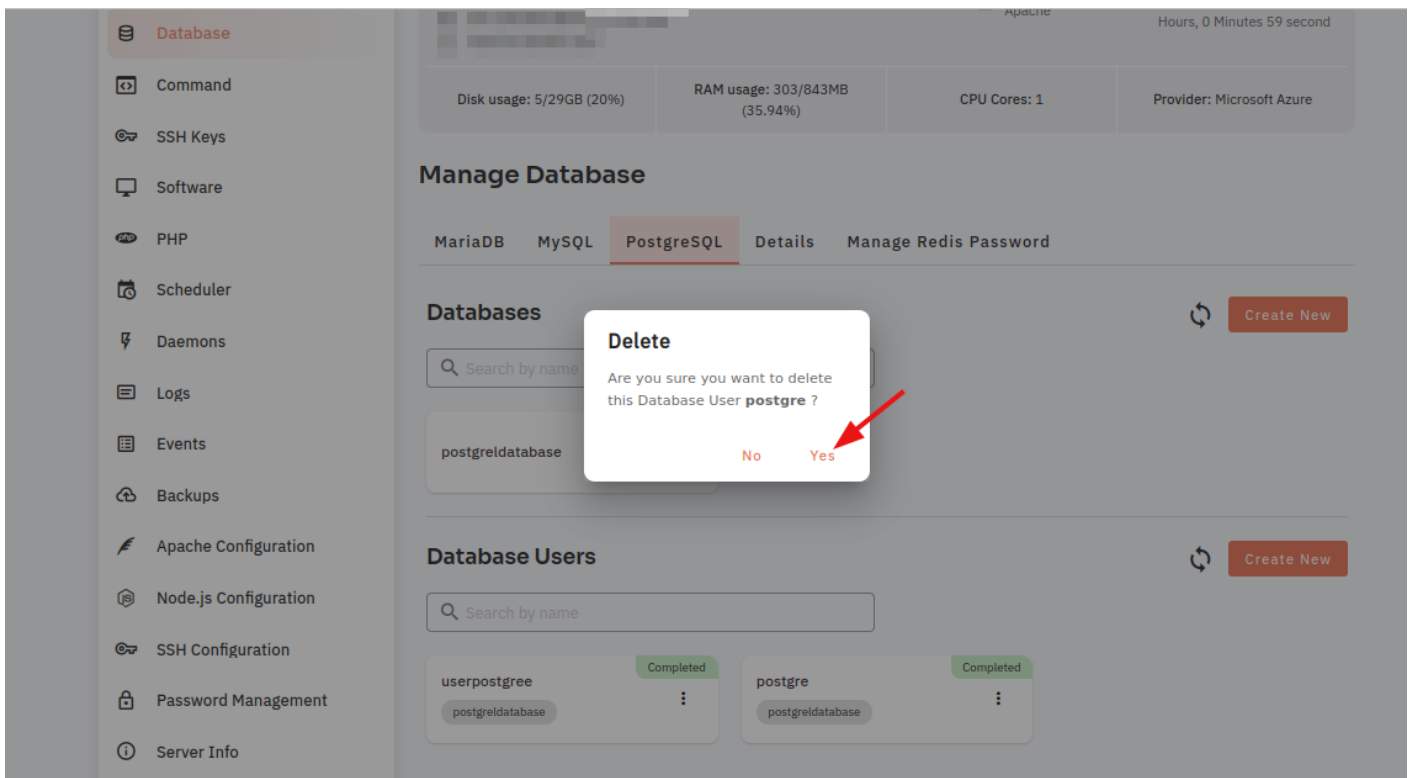 Database
Command
SSH Keys
Software
PHP
Scheduler
Daemons
Logs
Events
Backups
Apache Configuration
Node.js Configuration
SSH Configuration
Password Management
Server Info
Apache
Hours, 0 Minutes 59 second
Disk usage: 5/29GB (20%)
RAM usage: 303/843MB
(35.94%)
CPU Cores: 1
Provider: Microsoft Azure
Manage Database
MariaDB
MySQL
PostgreSQL
Details
Manage Redis Password
Databases
Create New
Search by name
postgreldatabase
Delete
Are you sure you want to delete
this Database User postgre ?
No
Yes
Database Users
Create New
Search by name
Completed
userpostgree
postgreldatabase
Completed
postgre
postgreldatabase